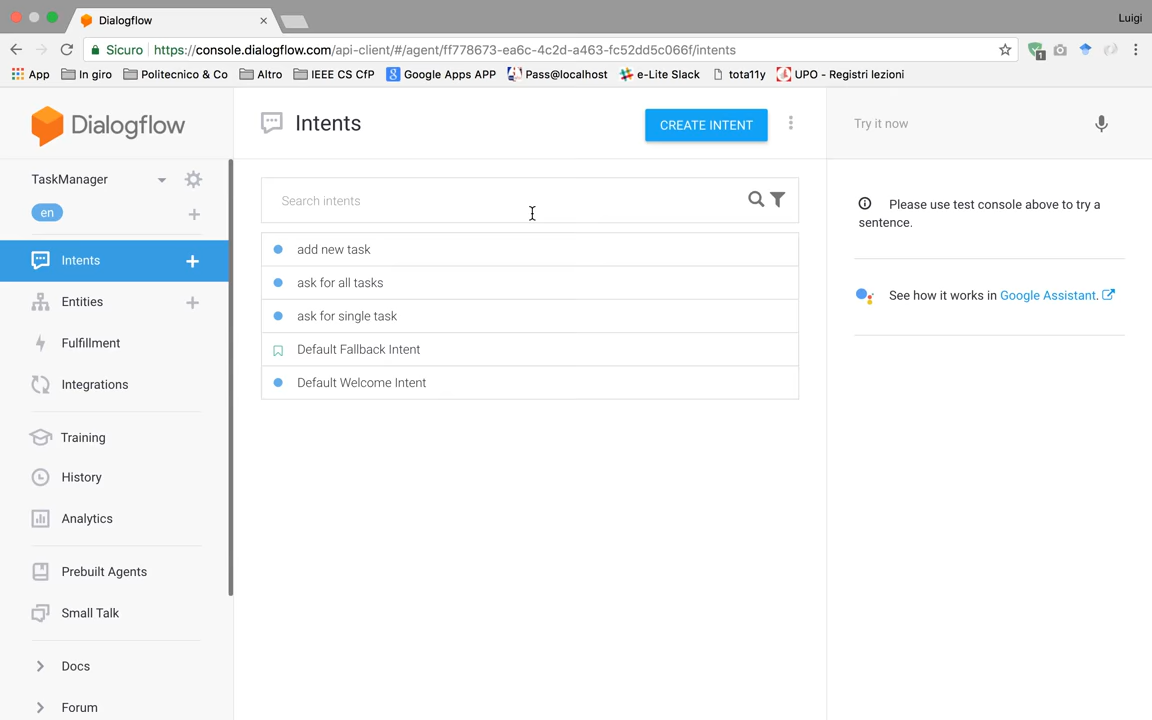 Dialogflow
Luigi
Sicuro https://console.dialogflow.com/api-client/#/agent/ff778673-ea6c-4c2d-a463-fc52dd5c066f/intents
App In giro Politecnico & Co Altro IEEE CS CfP Google Apps APP Pass@localhost e-Lite Slack tota11y UPO - Registri lezioni
Dialogflow
Intents
CREATE INTENT
Try it now
TaskManager
en
Search intents
Please use test console above to try a
sentence.
Intents
Entities
Fulfillment
Integrations
Training
History
Analytics
Prebuilt Agents
Small Talk
Docs
Forum
add new task
ask for all tasks
ask for single task
Default Fallback Intent
Default Welcome Intent
See how it works in Google Assistant.
1